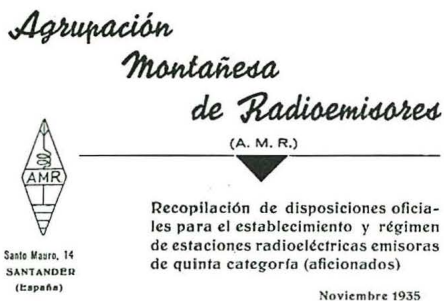 Agrupación
Montañesa
de Radioemisores
(A. M. R.)
AMR
Recopilación de disposiciones oficia-
les para el establecimiento y régimen
de estaciones radioeléctricas emisoras
de quinta categoría (aficionados)
Santo Mauro, 14
SANTANDER
(España)
Noviembre 1935